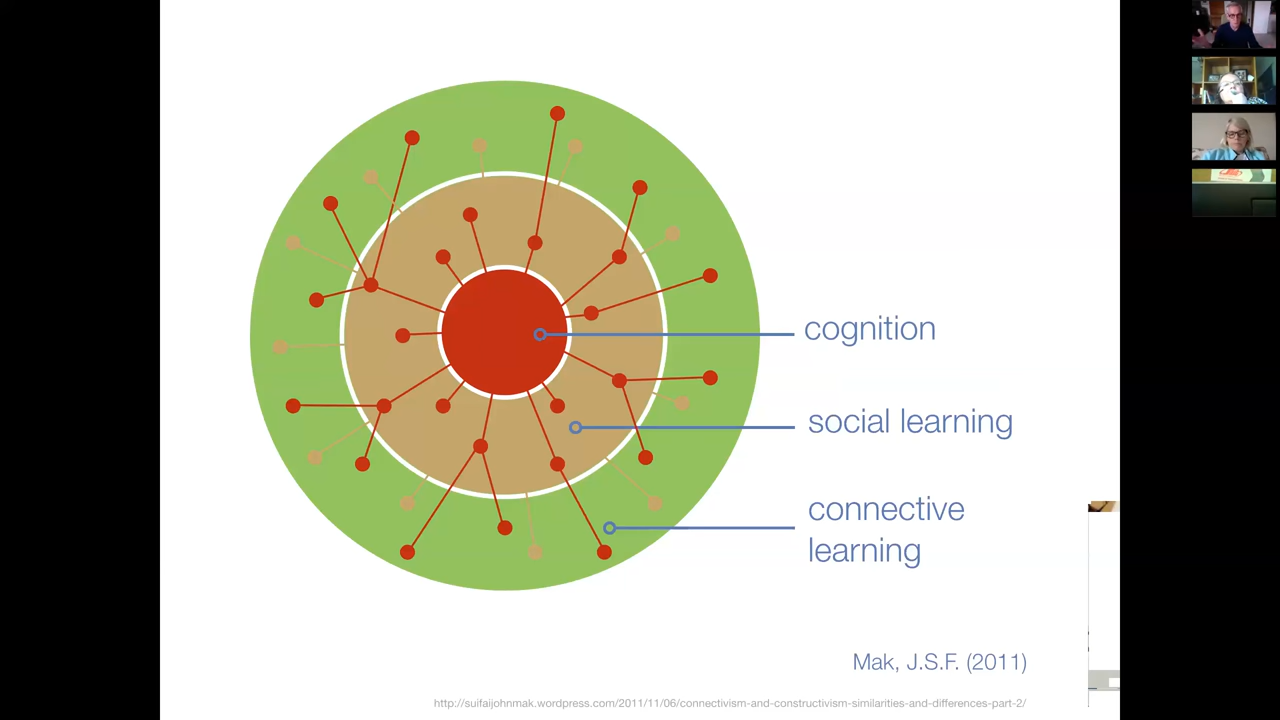 cognition
social learning
connective
learning
Mak, J.S.F. (2011)
http://suifaijohnmak.wordpress.com/2011/11/06/connectivism-and-constructivism-similarities-and-differences-part-2/